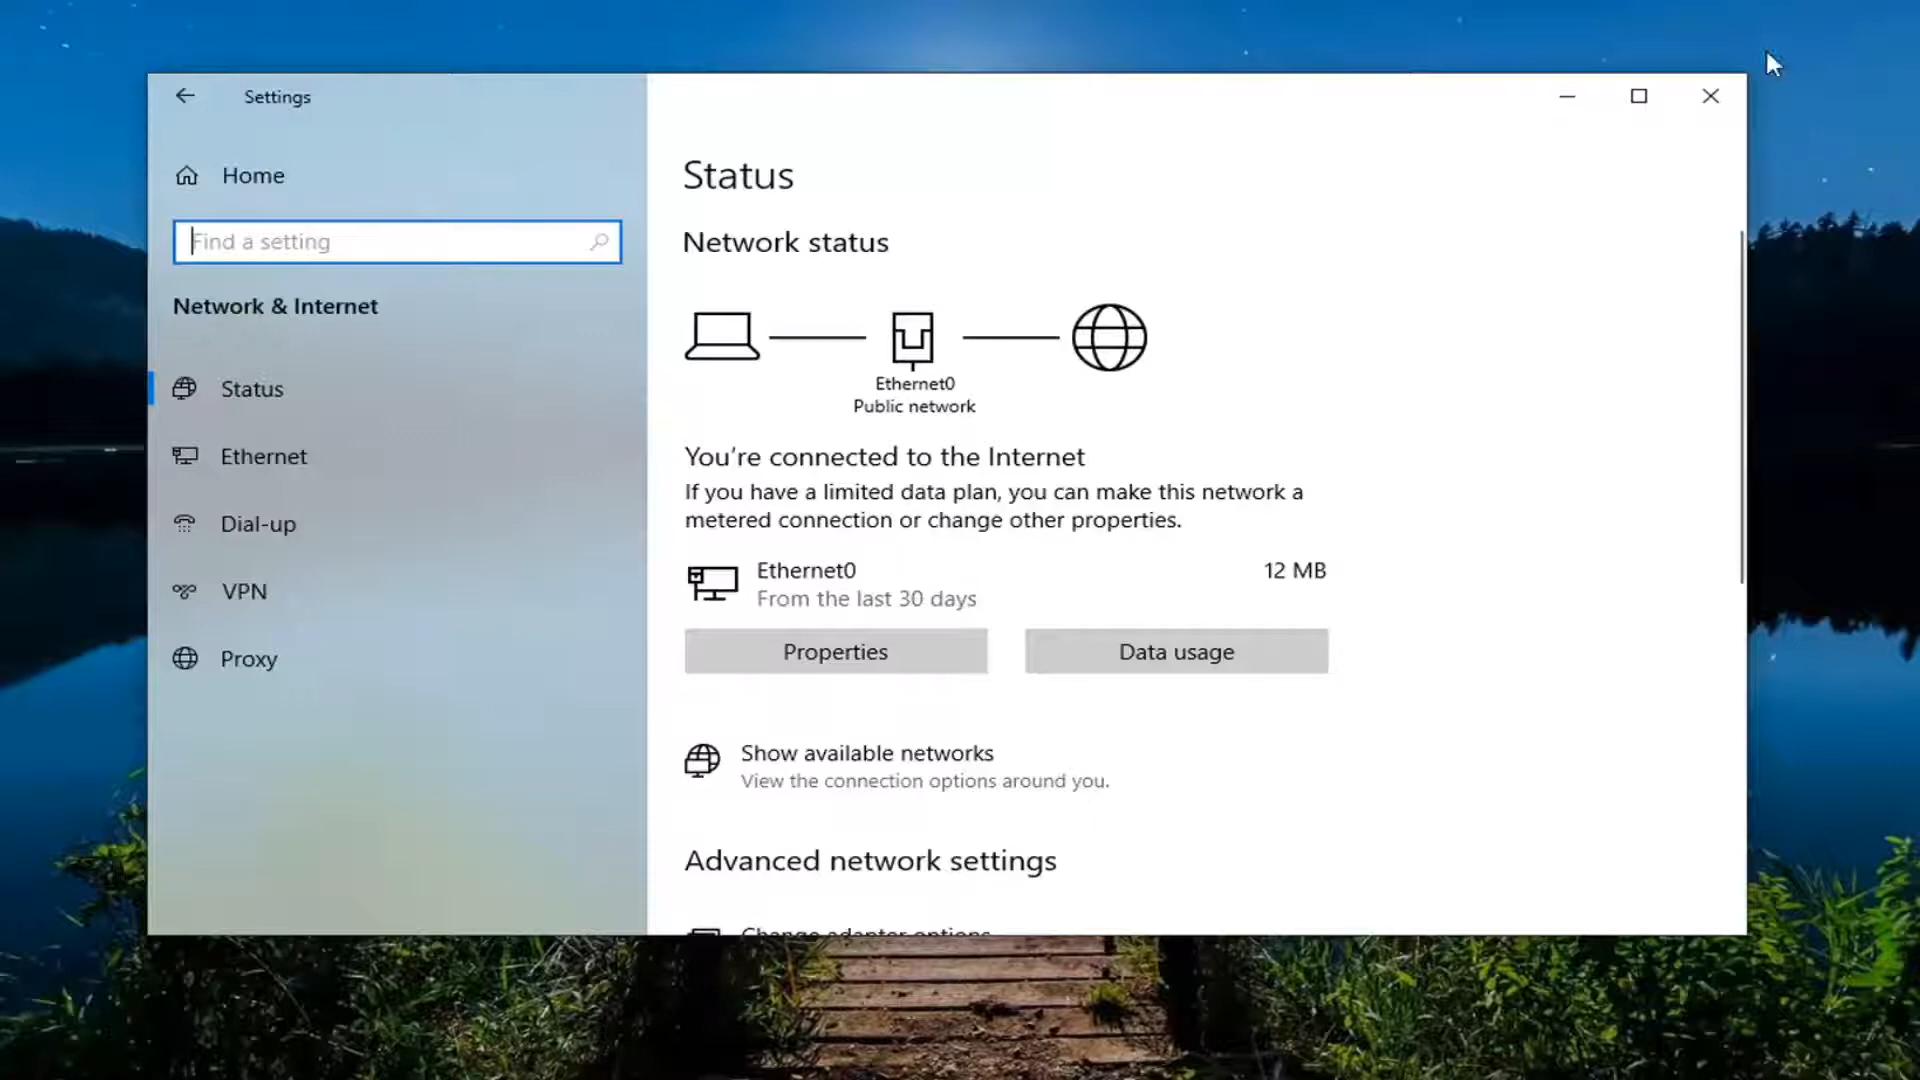 Settings
Home
Find a setting
Network & Internet
Status
Ethernet
Dial-up
VPN
Proxy
Status
Network status
Ethernet0
Public network
You're connected to the Internet
If you have a limited data plan, you can make this network a
metered connection or change other properties.
Ethernet0
12 MB
From the last 30 days
Properties
Data usage
Show available networks
View the connection options around you.
Advanced network settings
Change adapter options